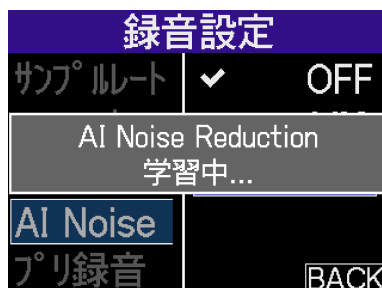 録音設定
サンプルレート
OFF
AI Noise Reduction
学習中...
AI Noise
プリ録音
BACK